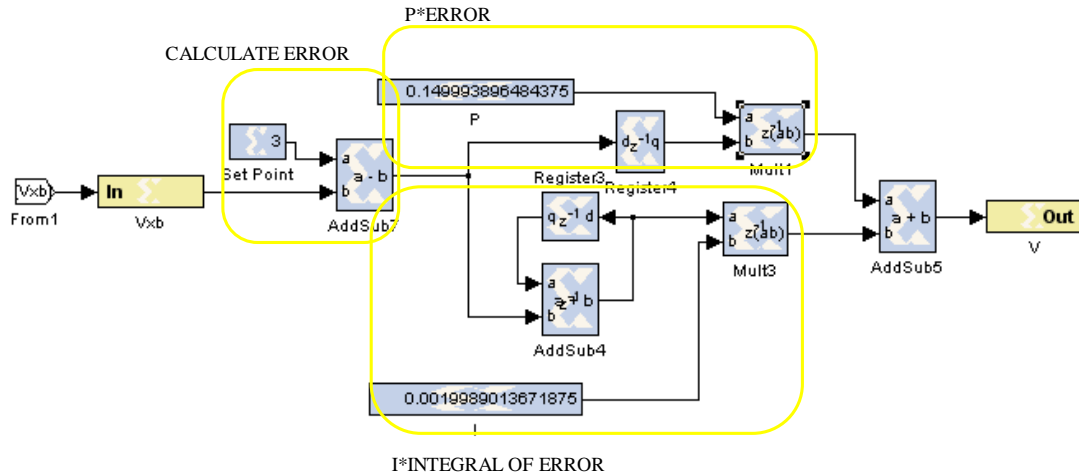 P*ERROR
CALCULATE ERROR
0.149993896484375
P
a
b
z⁻¹(ab)
Mult1
3
Set Point
a
b
a - b
AddSub7
d z⁻¹ q
Register4
Register3
q z⁻¹ d
Vxb
From1
In
Vxb
a
b
z⁻¹(ab)
Mult3
a
b
a + b
AddSub5
Out
V
a
b
AddSub4
0.0019989013671875
I*INTEGRAL OF ERROR